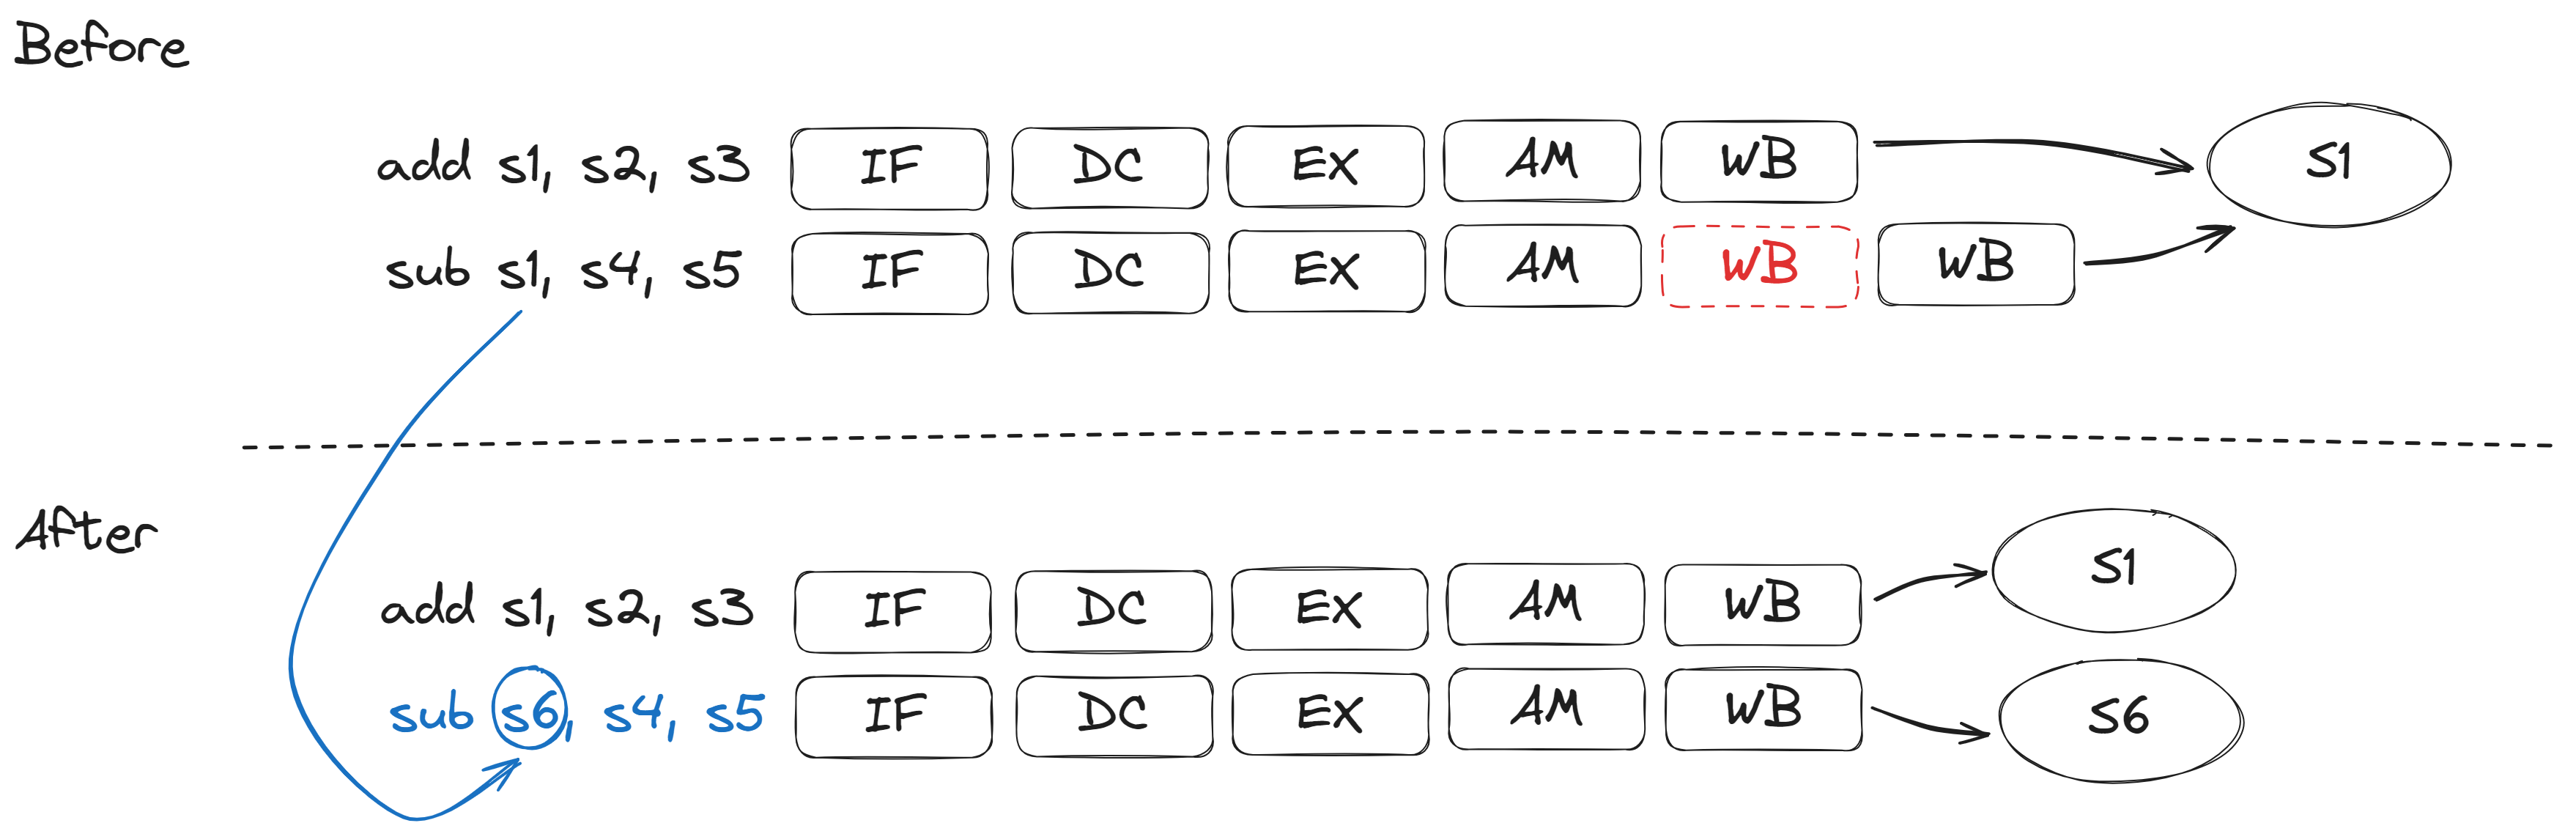 Before
add s1, s2, s3 IF DC EX AM WB S1
sub s1, s4, s5 IF DC EX AM WB WB
After
add s1, s2, s3 IF DC EX AM WB S1
sub s6, s4, s5 IF DC EX AM WB S6